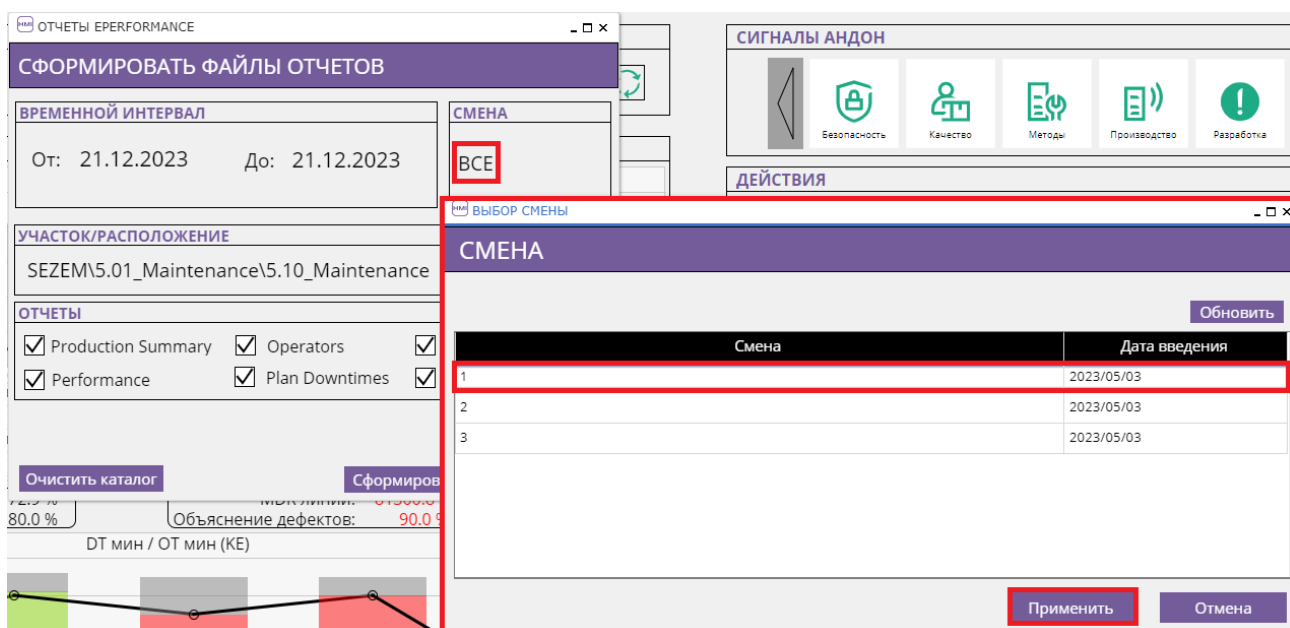 ОТЧЕТЫ EPERFORMANCE
СФОРМИРОВАТЬ ФАЙЛЫ ОТЧЕТОВ
ВРЕМЕННОЙ ИНТЕРВАЛ
От: 21.12.2023 До: 21.12.2023
СМЕНА
ВСЕ
УЧАСТОК/РАСПОЛОЖЕНИЕ
SEZEM\5.01_Maintenance\5.10_Maintenance
ОТЧЕТЫ
Production Summary Operators
Performance Plan Downtimes
Очистить каталог Сформиров
80.0 % Объяснение дефектов: 90.0
DT мин / OT мин (KE)
СИГНАЛЫ АНДОН
Безопасность Качество Методы Производство Разработка
ДЕЙСТВИЯ
HMI ВЫБОР СМЕНЫ
СМЕНА
Обновить
Смена Дата введения
1 2023/05/03
2 2023/05/03
3 2023/05/03
Применить Отмена